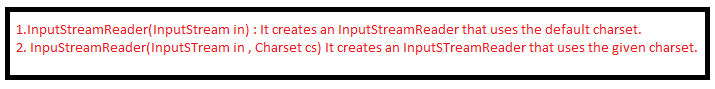 1.InputStreamReader(InputStream in) : It creates an InputStreamReader that uses the default charset.
2. InpuStreamReader(InputSTream in , Charset cs) It creates an InputSTreamReader that uses the given charset.